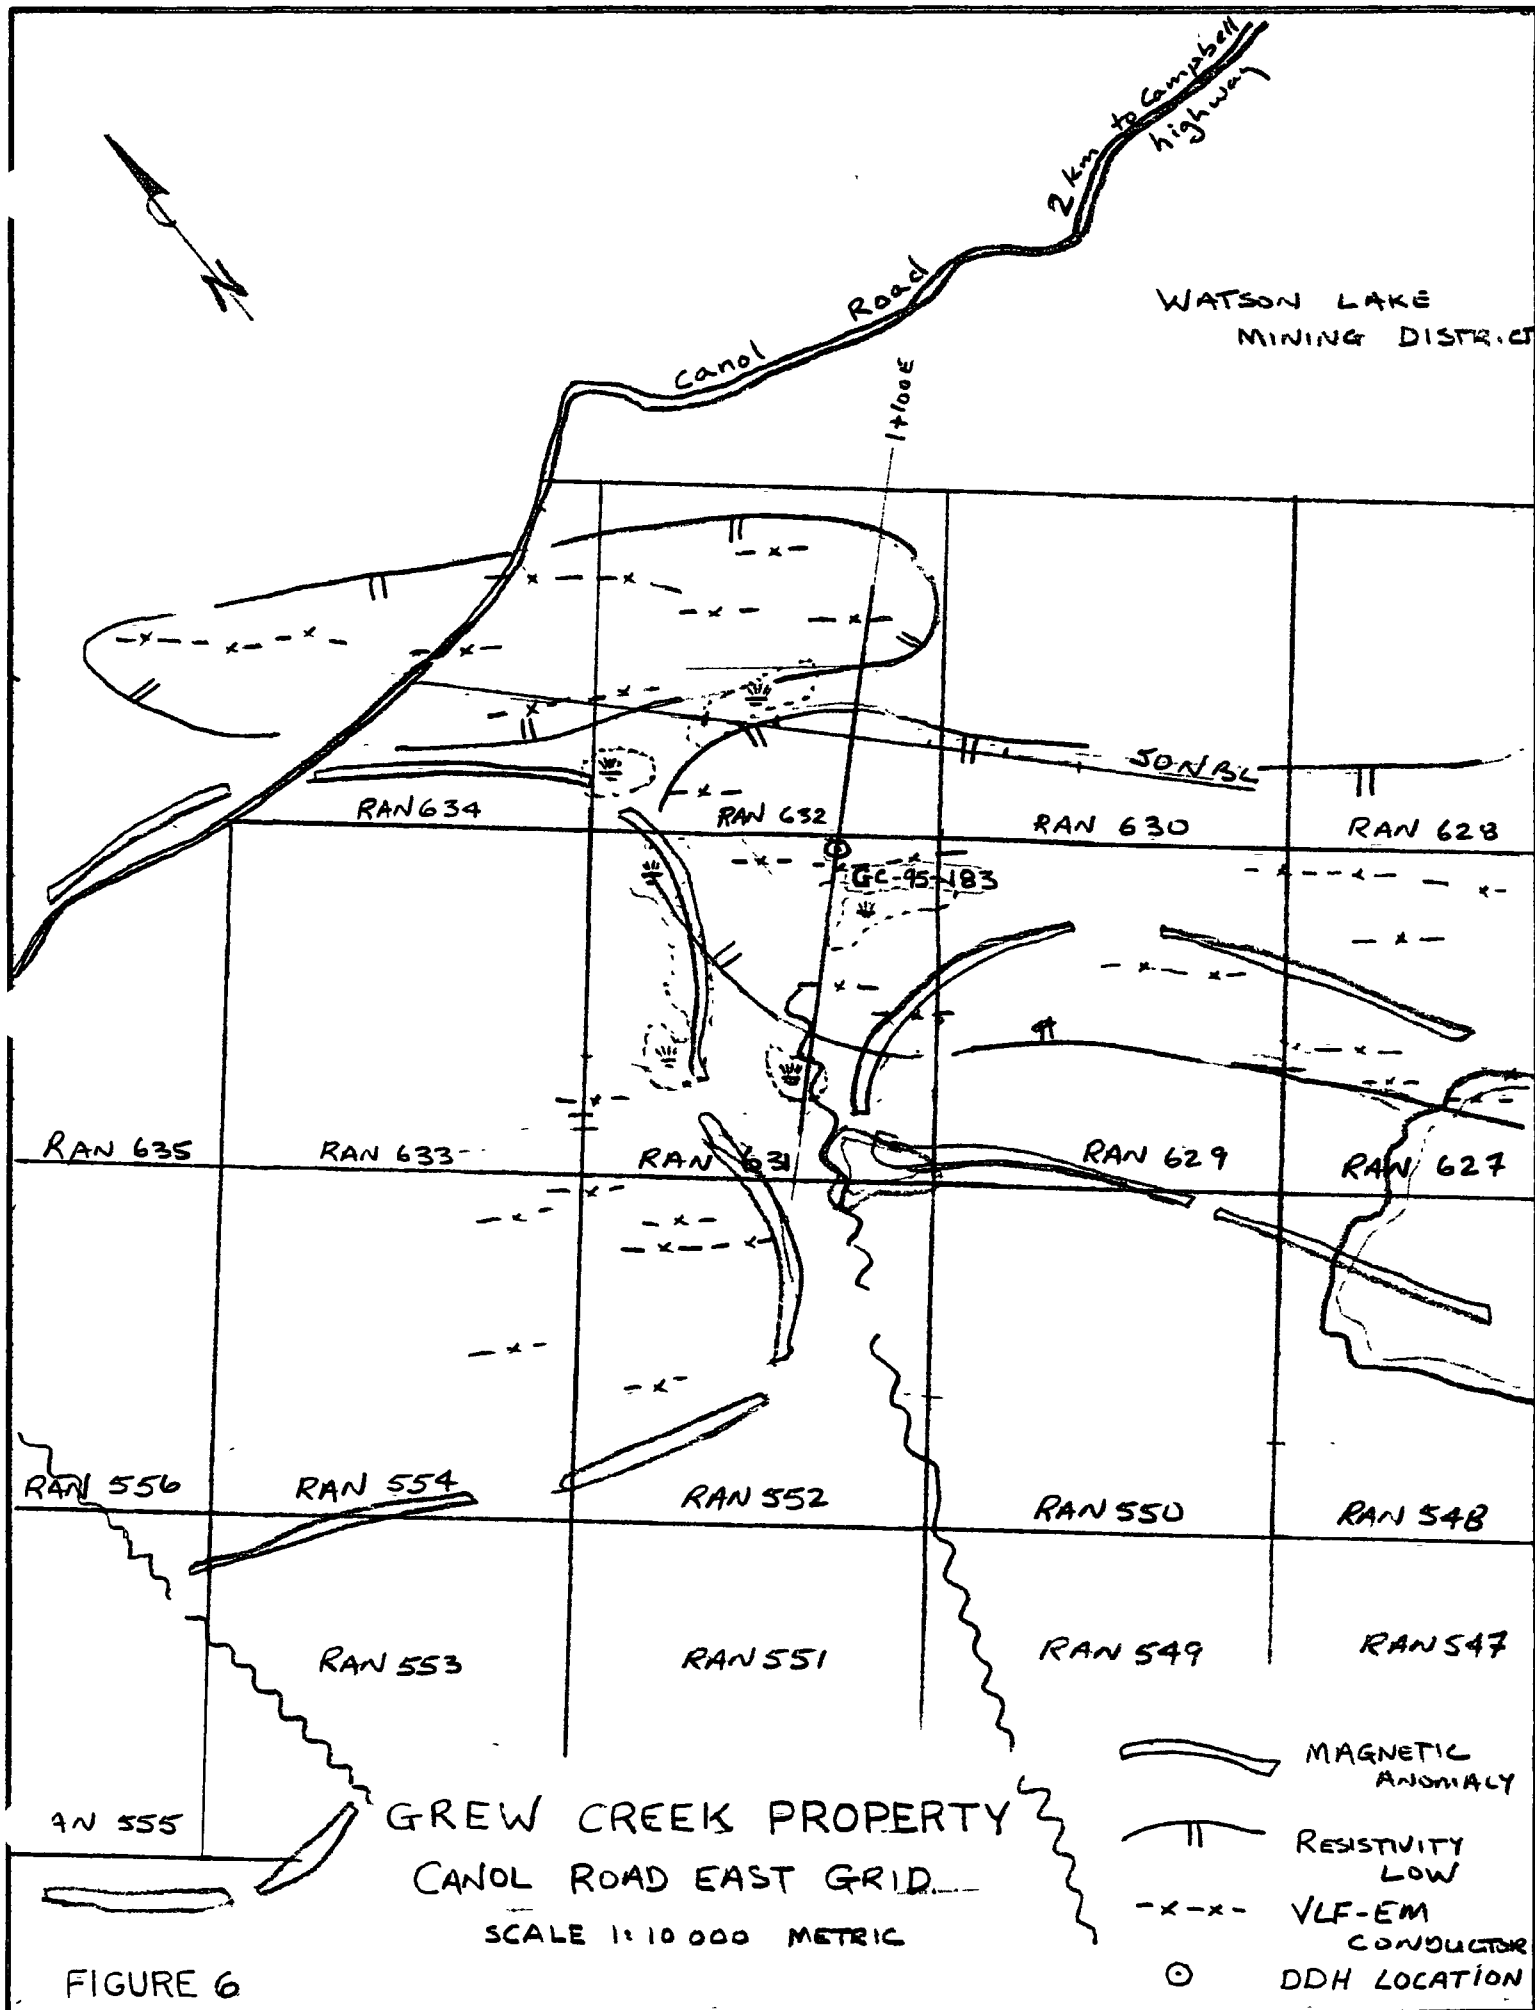 2 km to Campbell
highway
Canol Road
WATSON LAKE
MINING DISTRICT
N
1+100E
50NBL
RAN 634
RAN 632
RAN 630
RAN 628
GC-95-183
RAN 635
RAN 633
RAN 631
RAN 629
RAN 627
RAN 556
RAN 554
RAN 552
RAN 550
RAN 548
RAN 553
RAN 551
RAN 549
RAN 547
AN 555
MAGNETIC
ANOMALY
RESISTIVITY
LOW
VLF-EM
CONDUCTOR
DDH LOCATION
GREW CREEK PROPERTY
CANOL ROAD EAST GRID
SCALE 1:10 000 METRIC
FIGURE 6